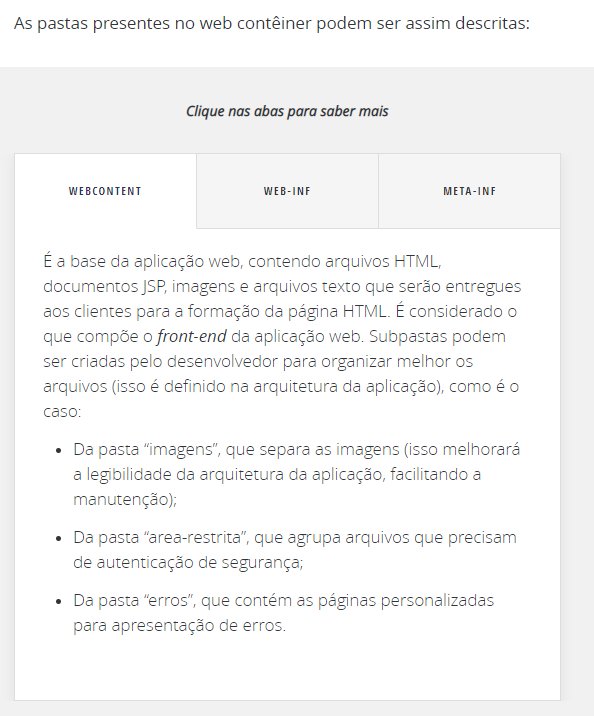 As pastas presentes no web contêiner podem ser assim descritas:
Clique nas abas para saber mais
WEBCONTENT
WEB-INF
META-INF
É a base da aplicação web, contendo arquivos HTML,
documentos JSP, imagens e arquivos texto que serão entregues
aos clientes para a formação da página HTML. É considerado o
que compõe o front-end da aplicação web. Subpastas podem
ser criadas pelo desenvolvedor para organizar melhor os
arquivos (isso é definido na arquitetura da aplicação), como é o
caso:
• Da pasta “imagens”, que separa as imagens (isso melhorará
a legibilidade da arquitetura da aplicação, facilitando a
manutenção);
• Da pasta “area-restrita”, que agrupa arquivos que precisam
de autenticação de segurança;
• Da pasta “erros”, que contém as páginas personalizadas
para apresentação de erros.